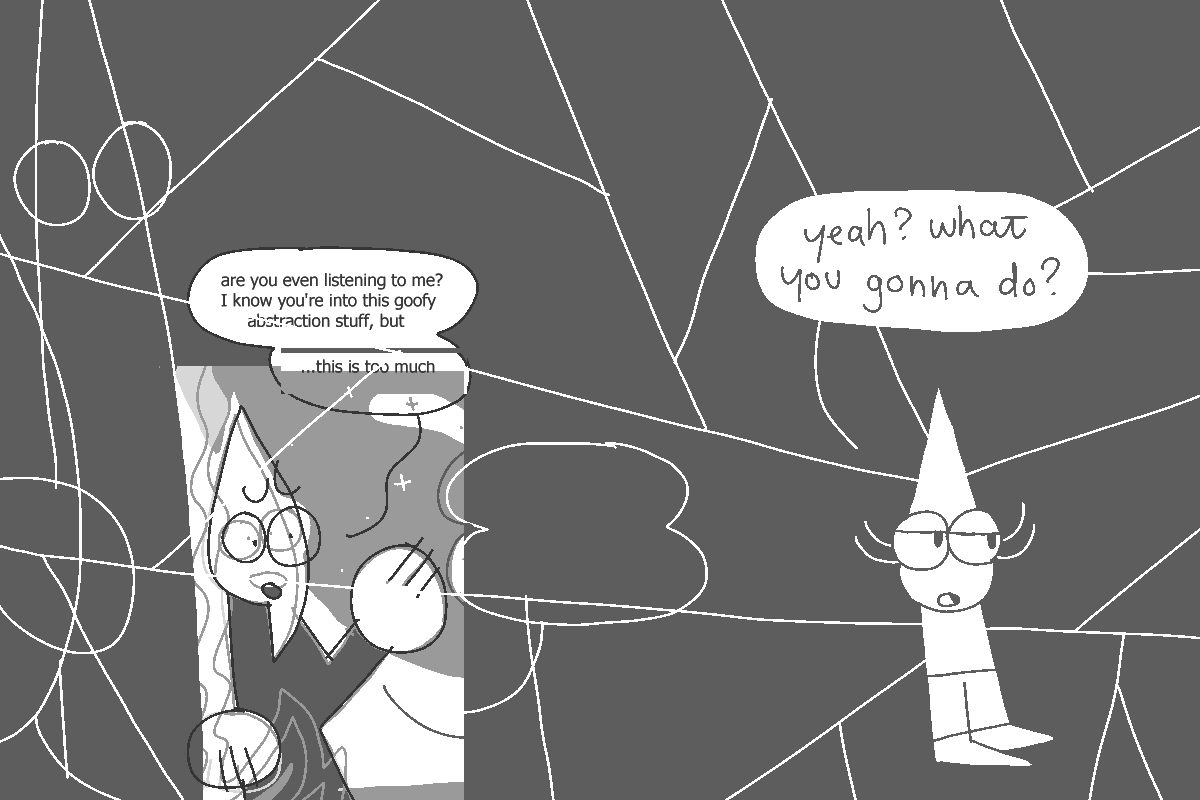 are you even listening to me?
I know you're into this goofy
abstraction stuff, but
...this is too much
yeah? what
you gonna do?